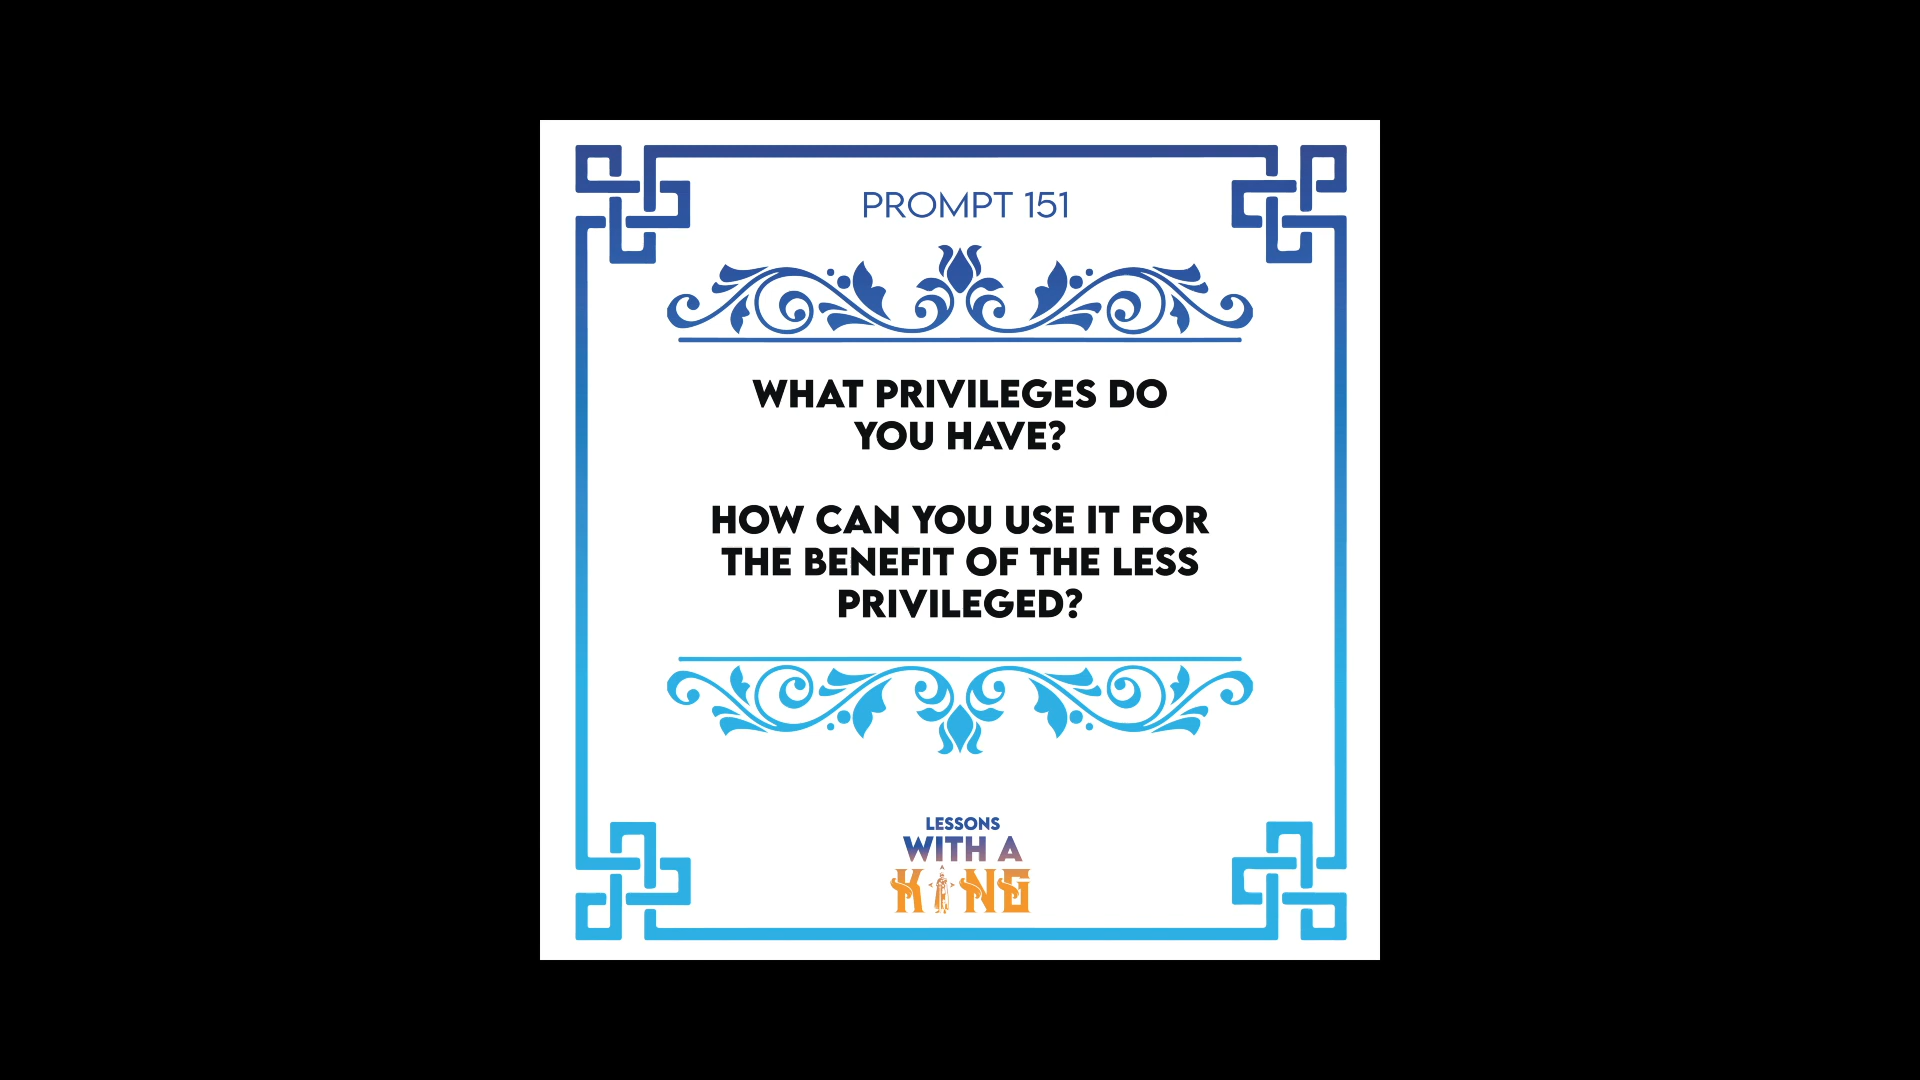 PROMPT 151
WHAT PRIVILEGES DO
YOU HAVE?
HOW CAN YOU USE IT FOR
THE BENEFIT OF THE LESS
PRIVILEGED?
LESSONS
WITH A
KING